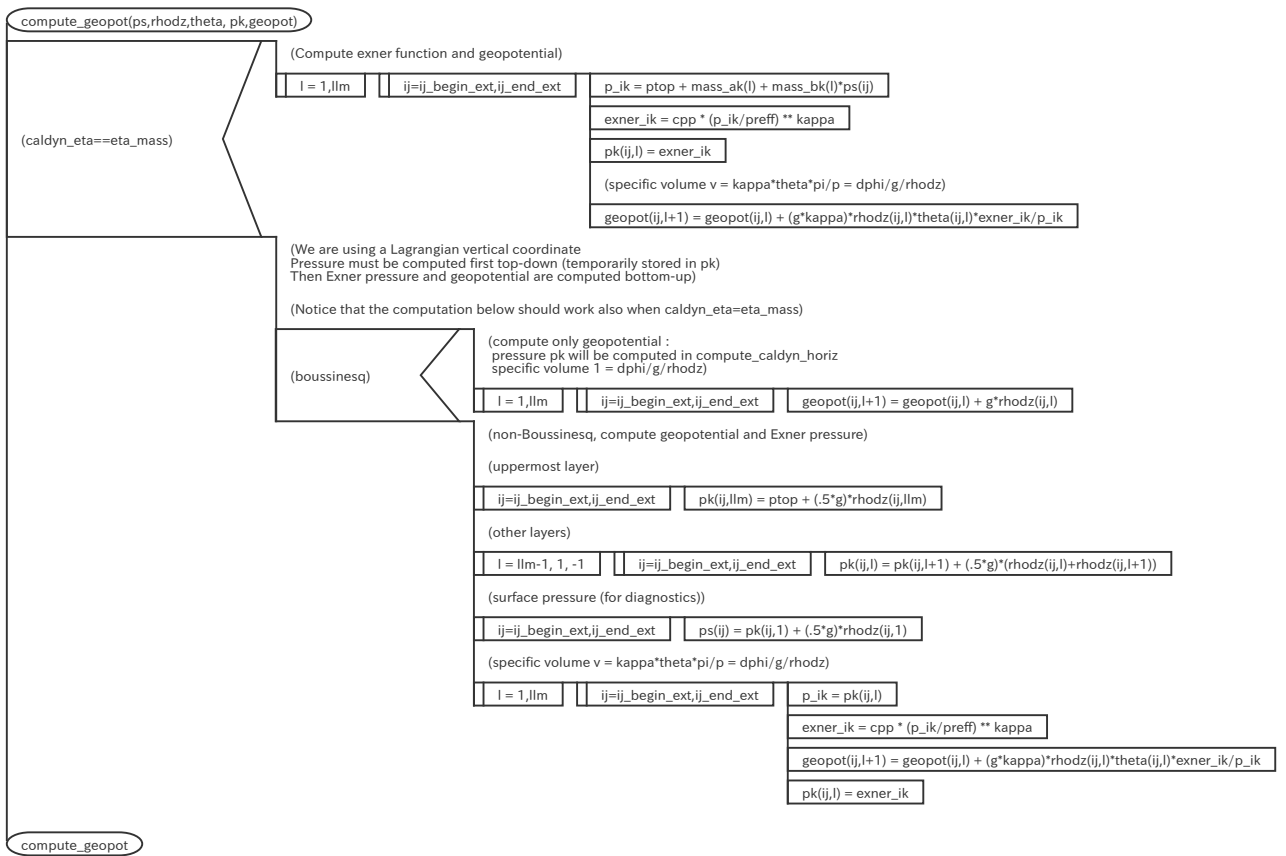 compute_geopot(ps,rhodz,theta, pk,geopot)
(caldyn_eta==eta_mass)
(Compute exner function and geopotential)
l = 1,llm
ij=ij_begin_ext,ij_end_ext
p_ik = ptop + mass_ak(l) + mass_bk(l)*ps(ij)
exner_ik = cpp * (p_ik/preff) ** kappa
pk(ij,l) = exner_ik
(specific volume v = kappa*theta*pi/p = dphi/g/rhodz)
geopot(ij,l+1) = geopot(ij,l) + (g*kappa)*rhodz(ij,l)*theta(ij,l)*exner_ik/p_ik
(We are using a Lagrangian vertical coordinate
Pressure must be computed first top-down (temporarily stored in pk)
Then Exner pressure and geopotential are computed bottom-up)
(Notice that the computation below should work also when caldyn_eta=eta_mass)
(boussinesq)
(compute only geopotential :
pressure pk will be computed in compute_caldyn_horiz
specific volume 1 = dphi/g/rhodz)
l = 1,llm
ij=ij_begin_ext,ij_end_ext
geopot(ij,l+1) = geopot(ij,l) + g*rhodz(ij,l)
(non-Boussinesq, compute geopotential and Exner pressure)
(uppermost layer)
ij=ij_begin_ext,ij_end_ext
pk(ij,llm) = ptop + (.5*g)*rhodz(ij,llm)
(other layers)
l = llm-1, 1, -1
ij=ij_begin_ext,ij_end_ext
pk(ij,l) = pk(ij,l+1) + (.5*g)*(rhodz(ij,l)+rhodz(ij,l+1))
(surface pressure (for diagnostics))
ij=ij_begin_ext,ij_end_ext
ps(ij) = pk(ij,1) + (.5*g)*rhodz(ij,1)
(specific volume v = kappa*theta*pi/p = dphi/g/rhodz)
l = 1,llm
ij=ij_begin_ext,ij_end_ext
p_ik = pk(ij,l)
exner_ik = cpp * (p_ik/preff) ** kappa
geopot(ij,l+1) = geopot(ij,l) + (g*kappa)*rhodz(ij,l)*theta(ij,l)*exner_ik/p_ik
pk(ij,l) = exner_ik
compute_geopot